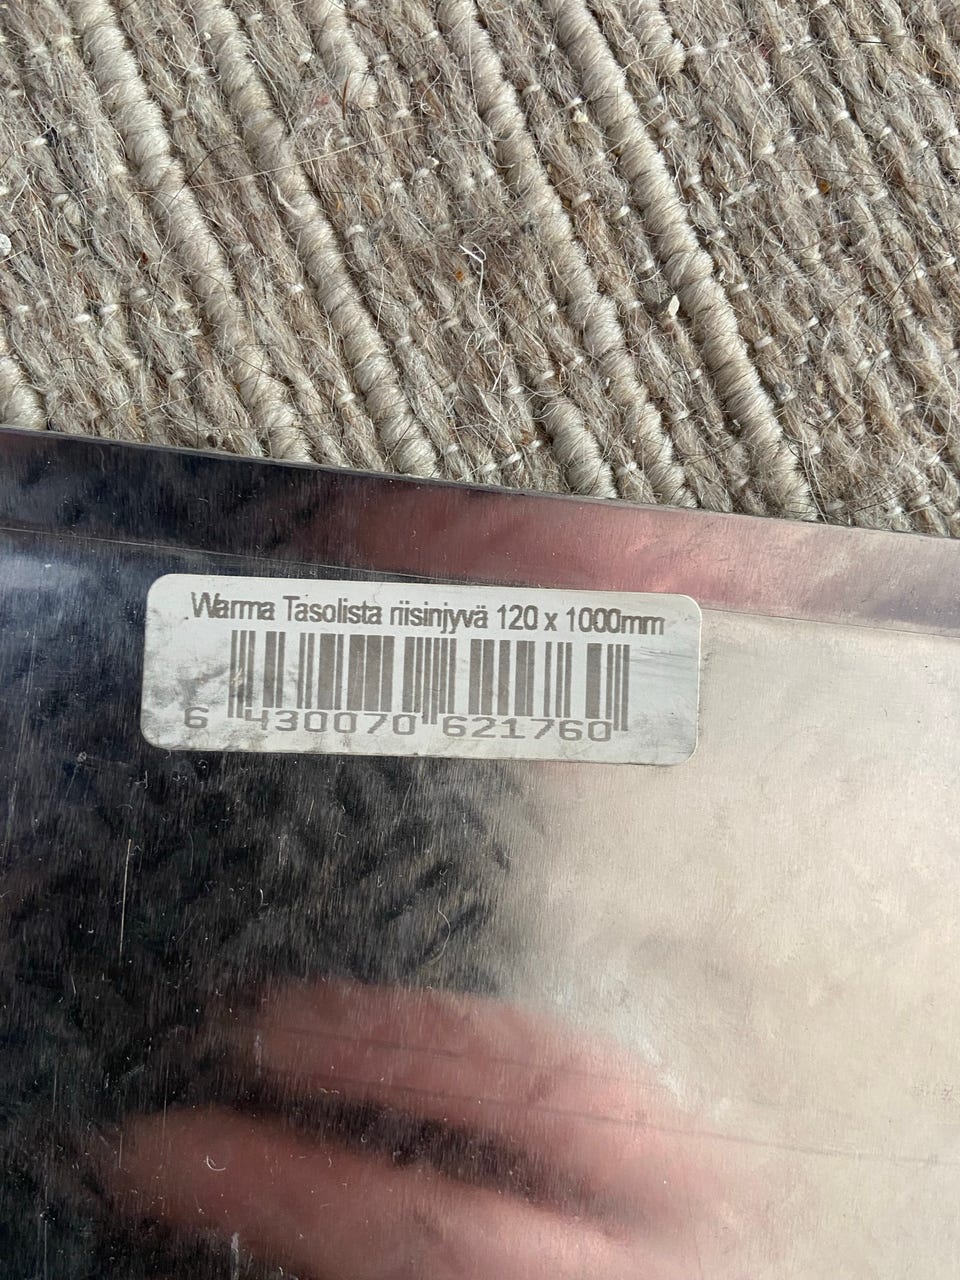 Warma Tasolista riisinjyvä 120 x 1000mm
6 430070 621760